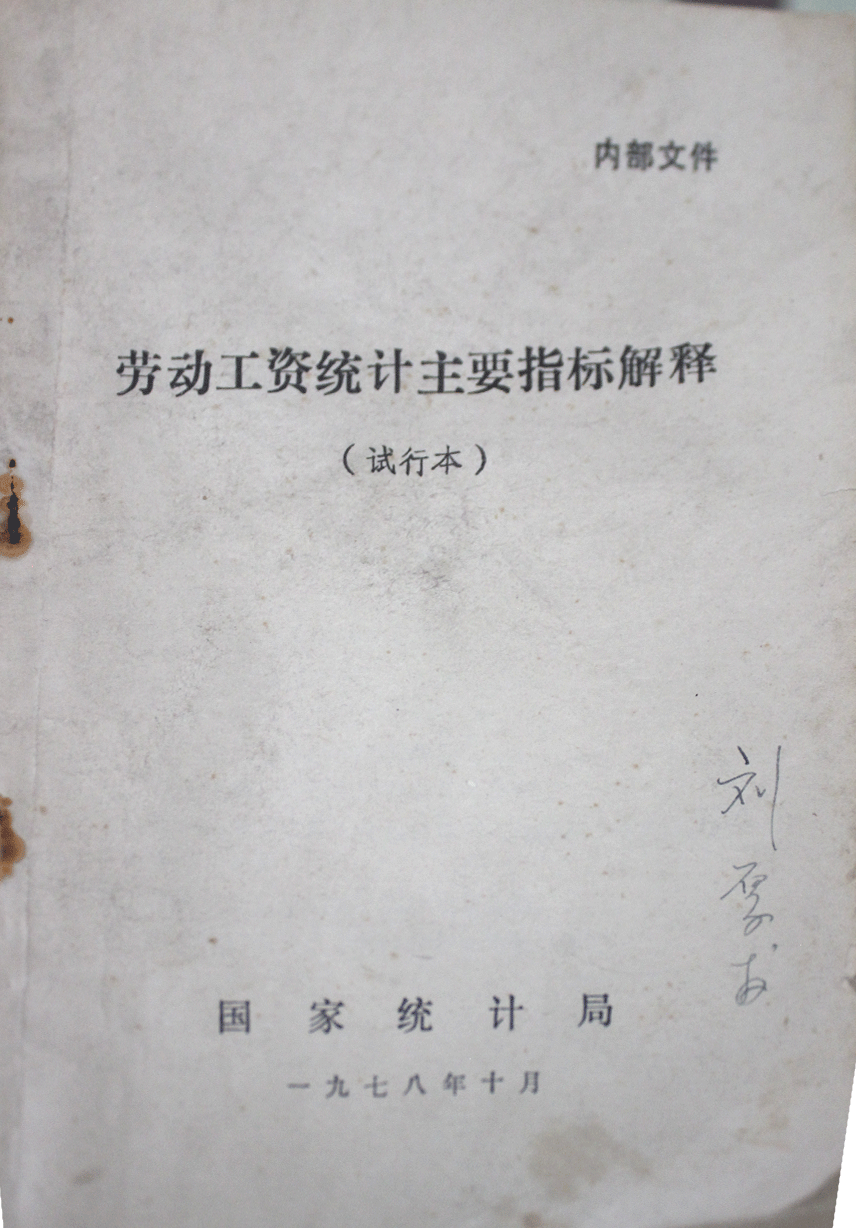 内部文件
劳动工资统计主要指标解释
（试行本）
刘
国家统计局
一九七八年十月